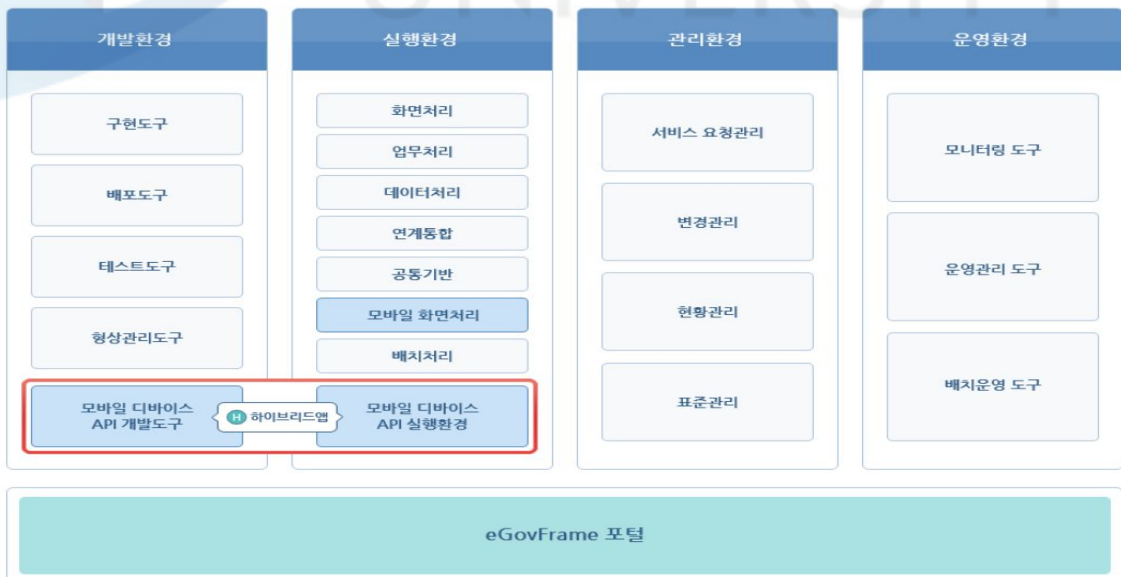 UNIVERSITY
개발환경
구현도구
배포도구
테스트도구
형상관리도구
모바일 디바이스
API 개발도구
H 하이브리드앱
실행환경
화면처리
업무처리
데이터처리
연계통합
공통기반
모바일 화면처리
배치처리
모바일 디바이스
API 실행환경
관리환경
서비스 요청관리
변경관리
현황관리
표준관리
운영환경
모니터링 도구
운영관리 도구
배치운영 도구
eGovFrame 포털